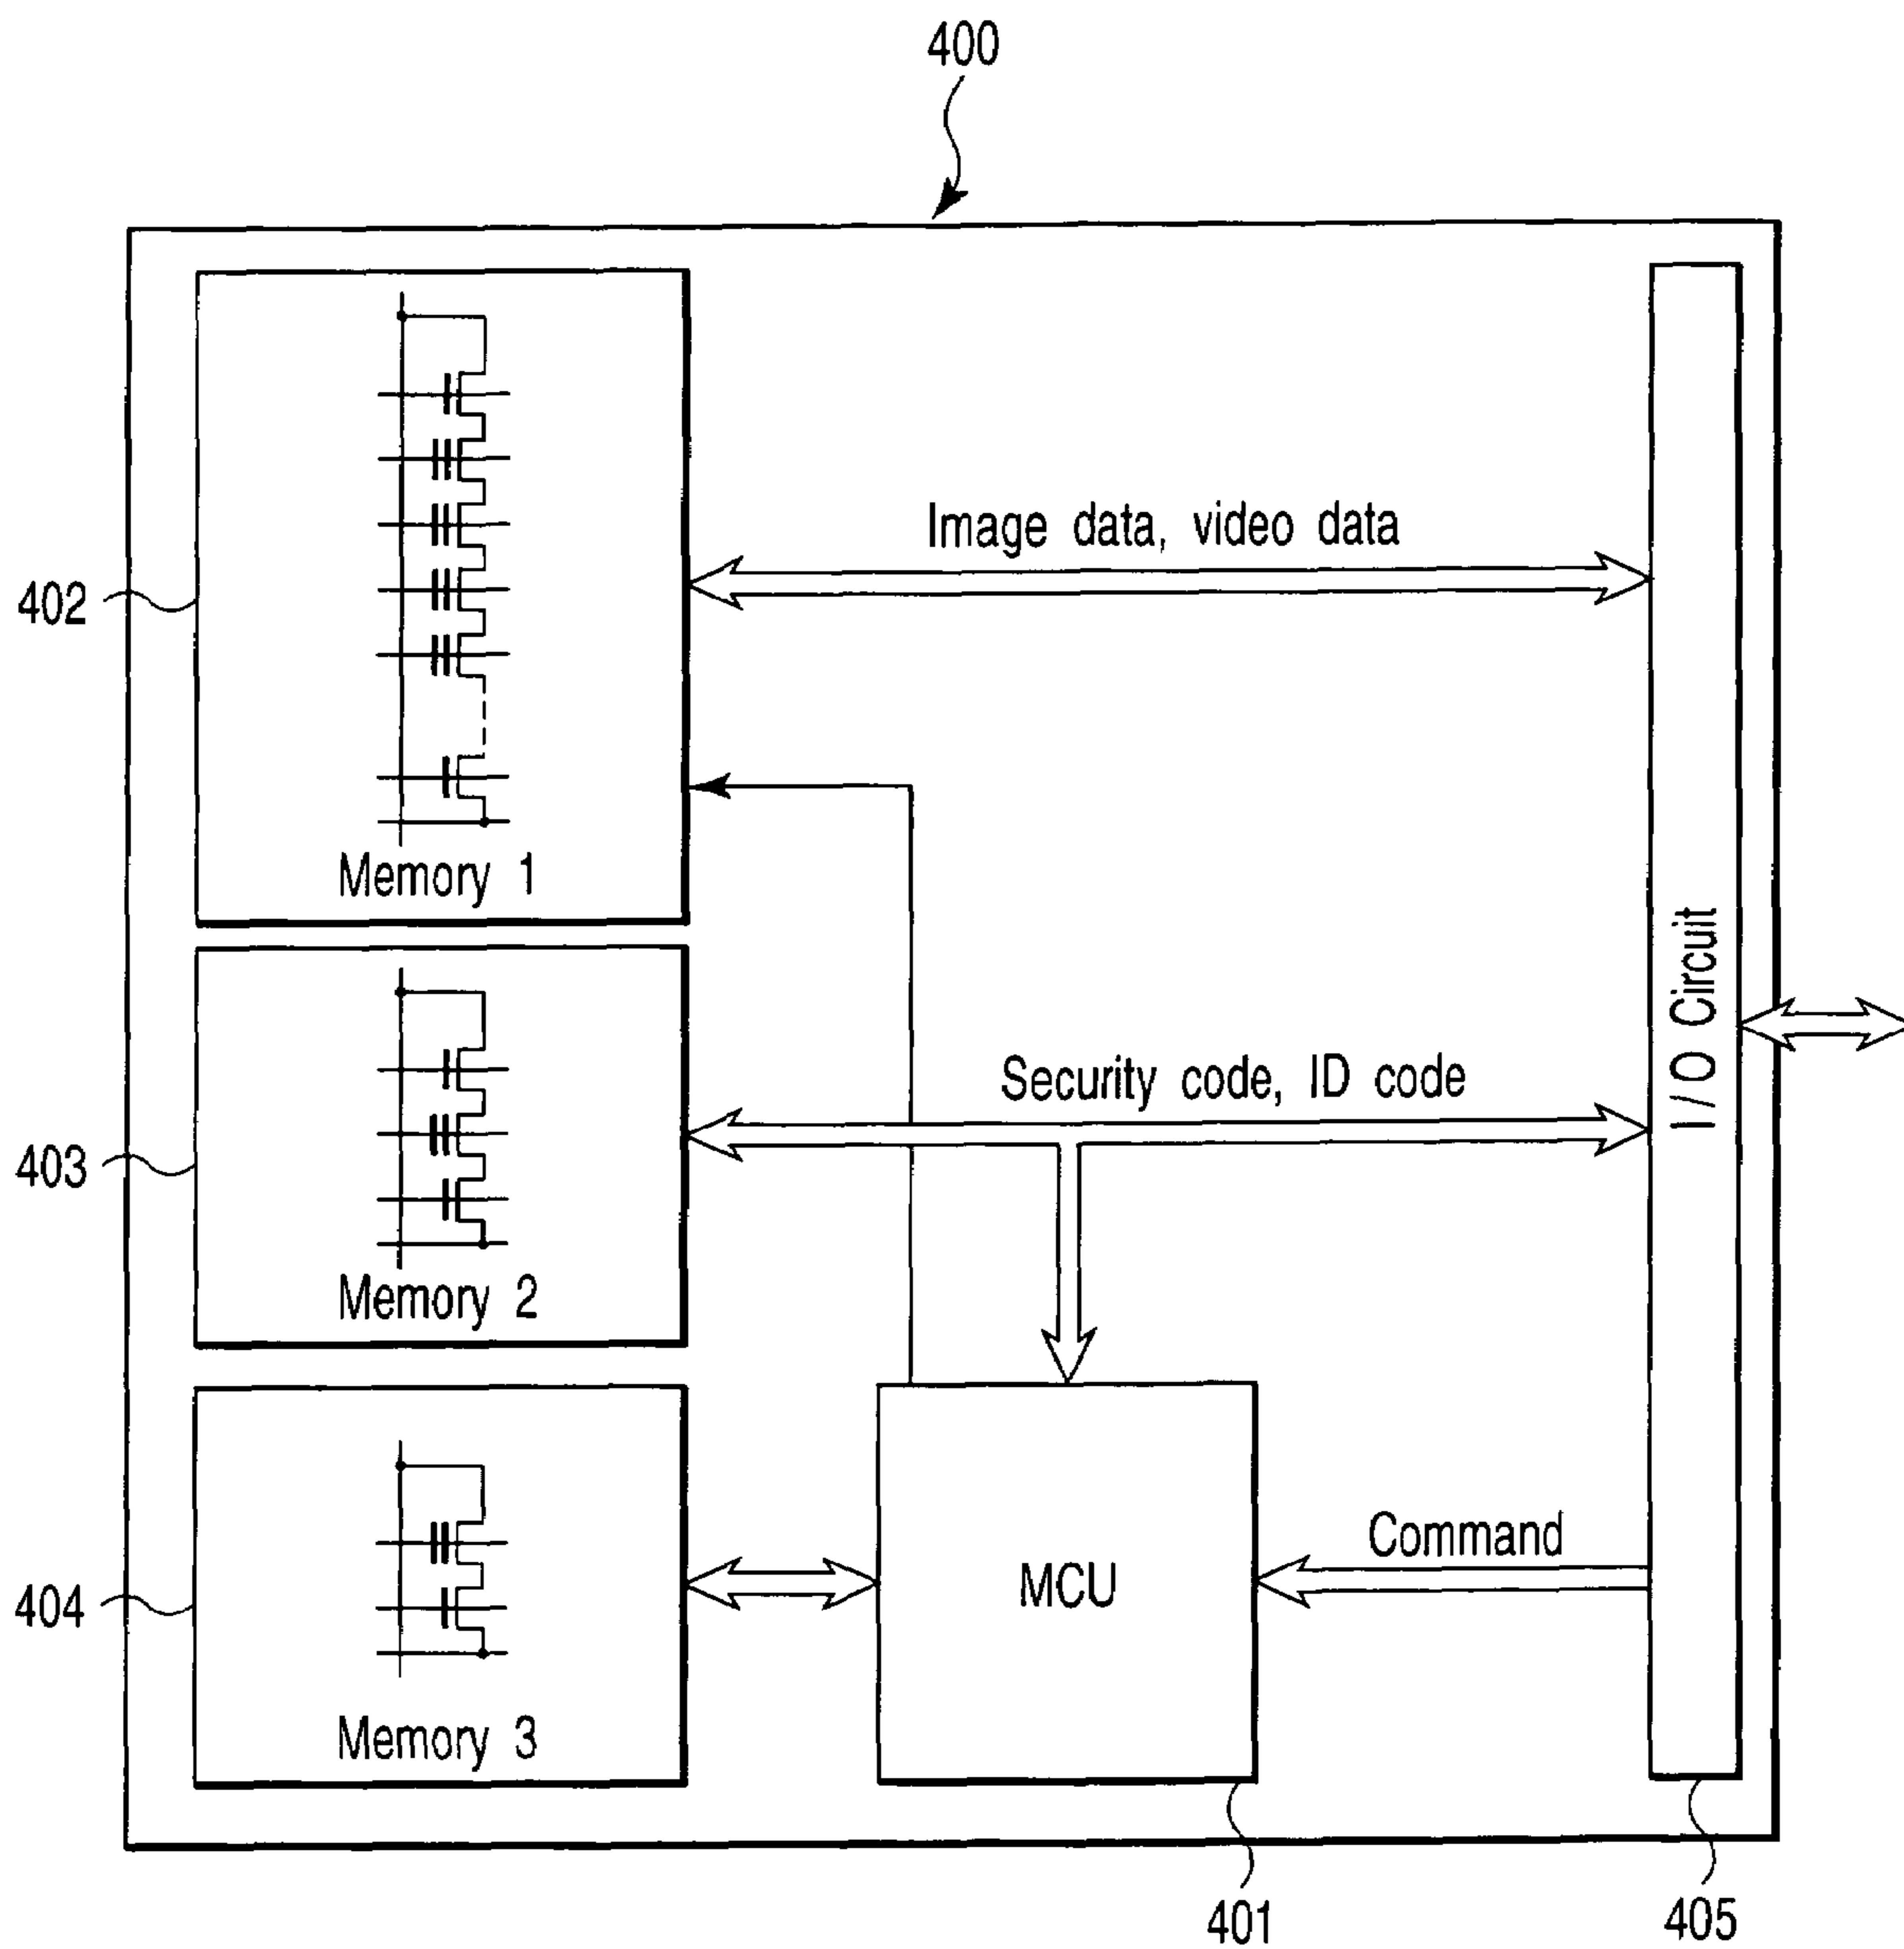 400
402
Image data, video data
Memory 1
403
Security code, ID code
I/O Circuit
Memory 2
404
Command
MCU
Memory 3
401
405